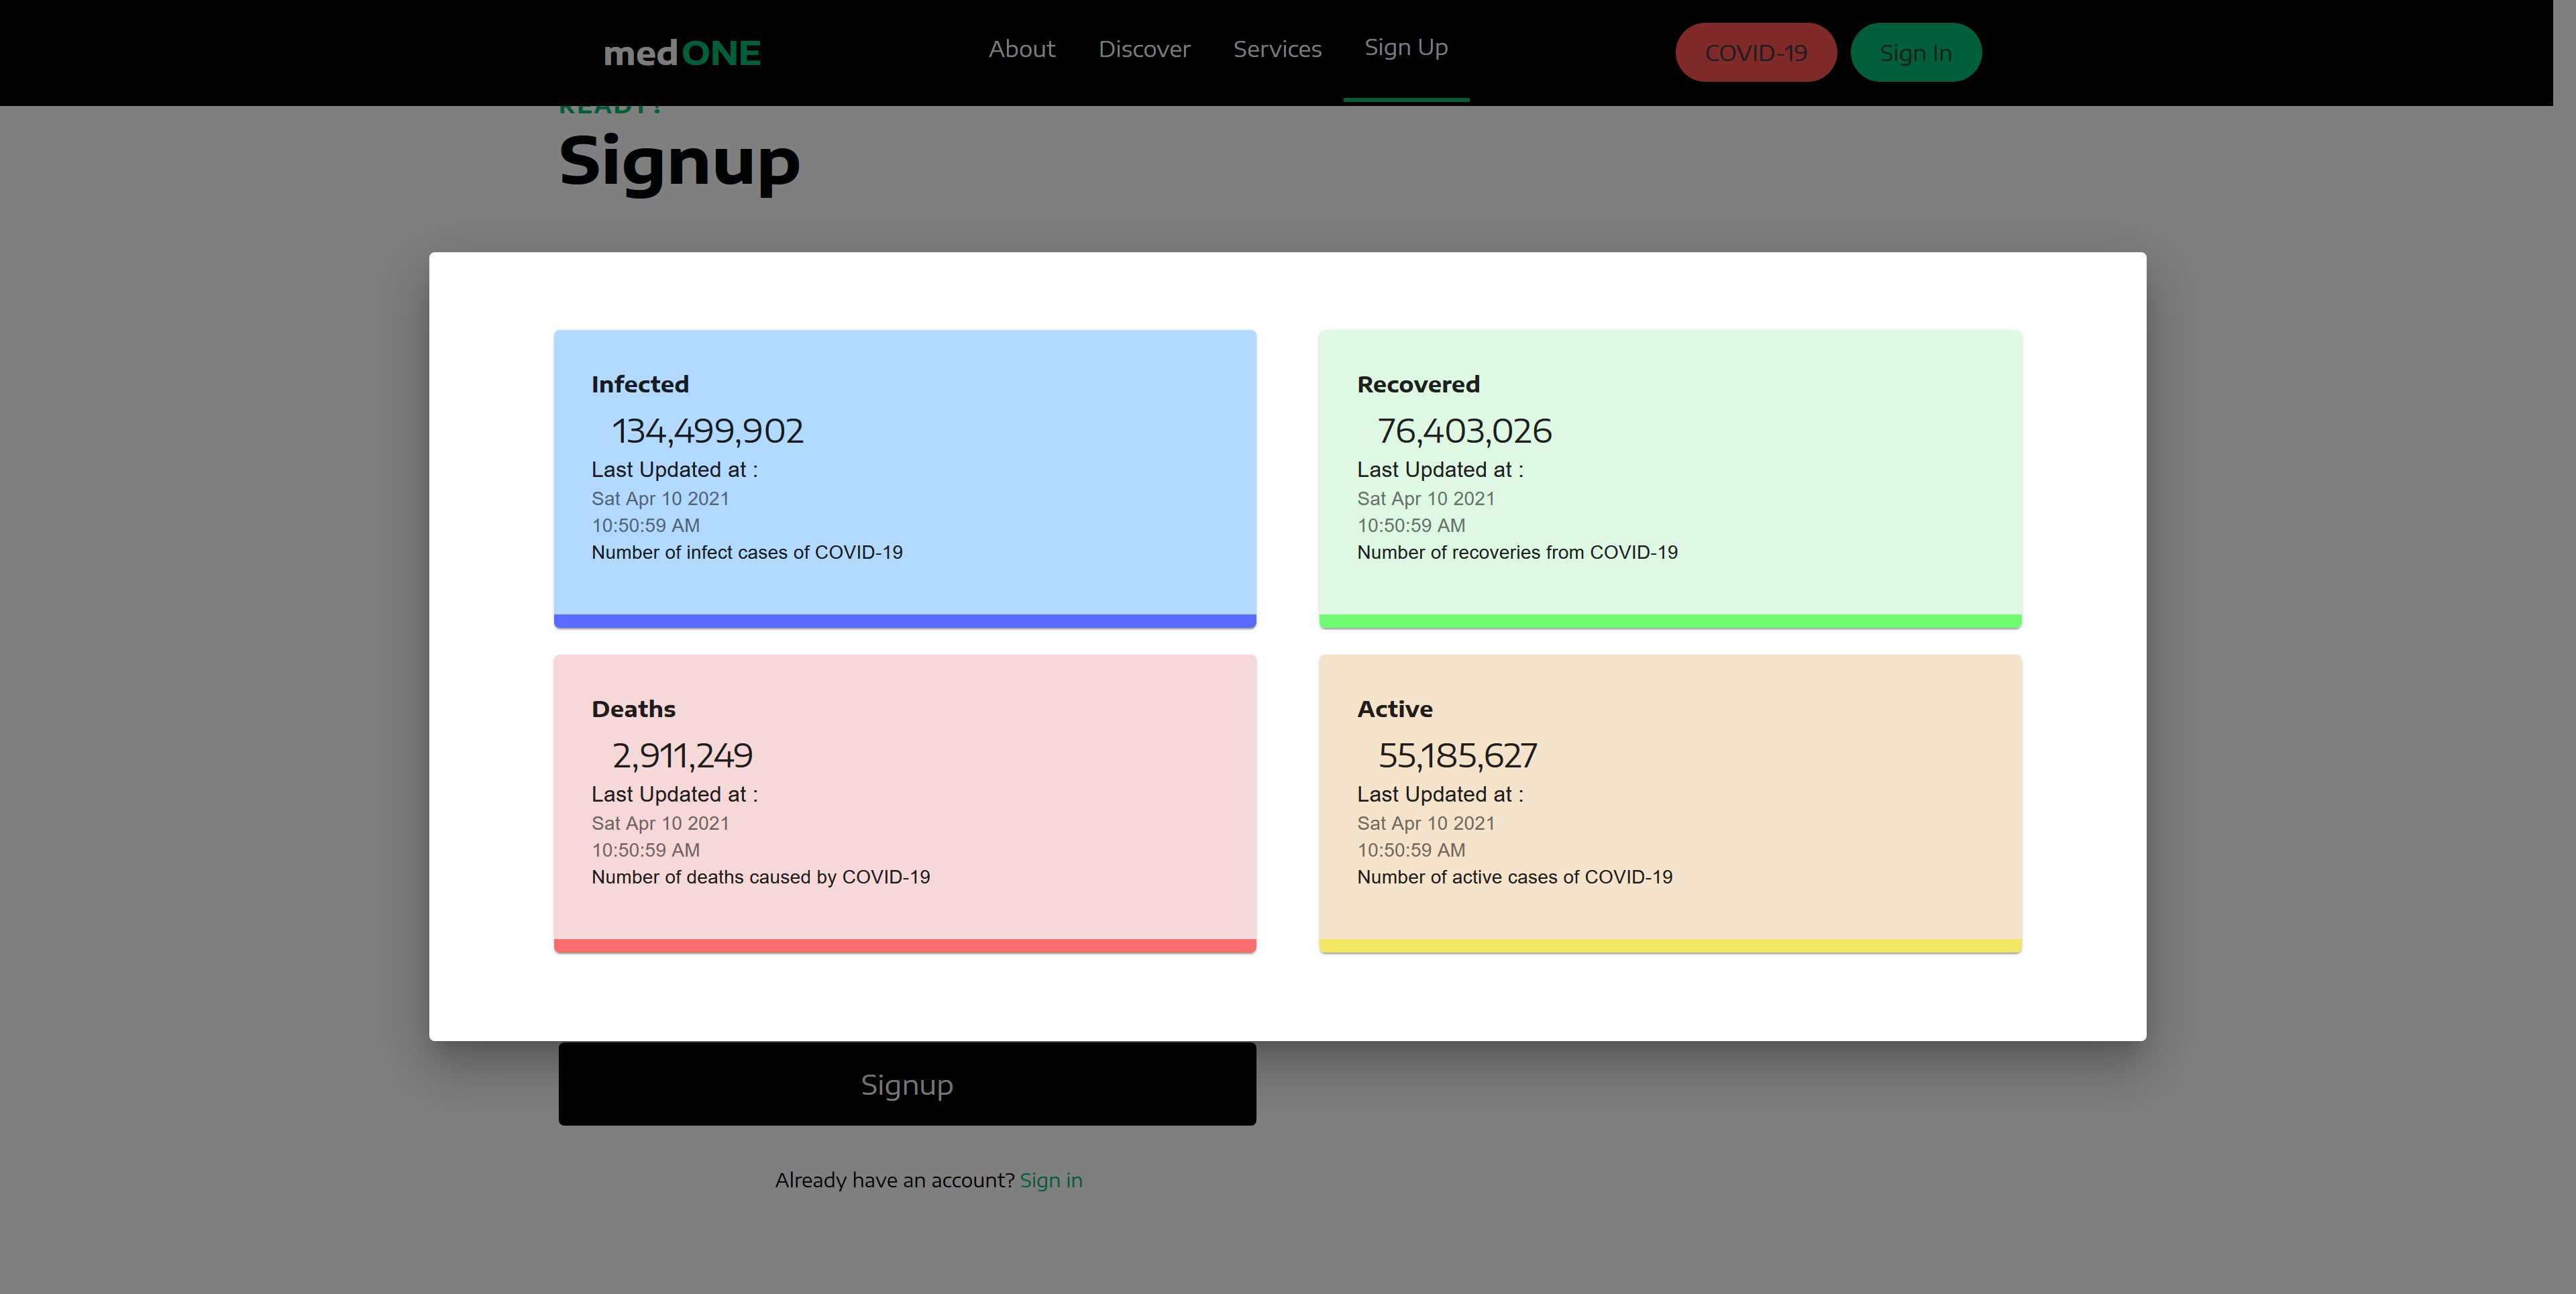 medONE
About Discover Services Sign Up
COVID-19 Sign In
READY?
Signup
Infected
134,499,902
Last Updated at :
Sat Apr 10 2021
10:50:59 AM
Number of infect cases of COVID-19
Recovered
76,403,026
Last Updated at :
Sat Apr 10 2021
10:50:59 AM
Number of recoveries from COVID-19
Deaths
2,911,249
Last Updated at :
Sat Apr 10 2021
10:50:59 AM
Number of deaths caused by COVID-19
Active
55,185,627
Last Updated at :
Sat Apr 10 2021
10:50:59 AM
Number of active cases of COVID-19
Signup
Already have an account? Sign in